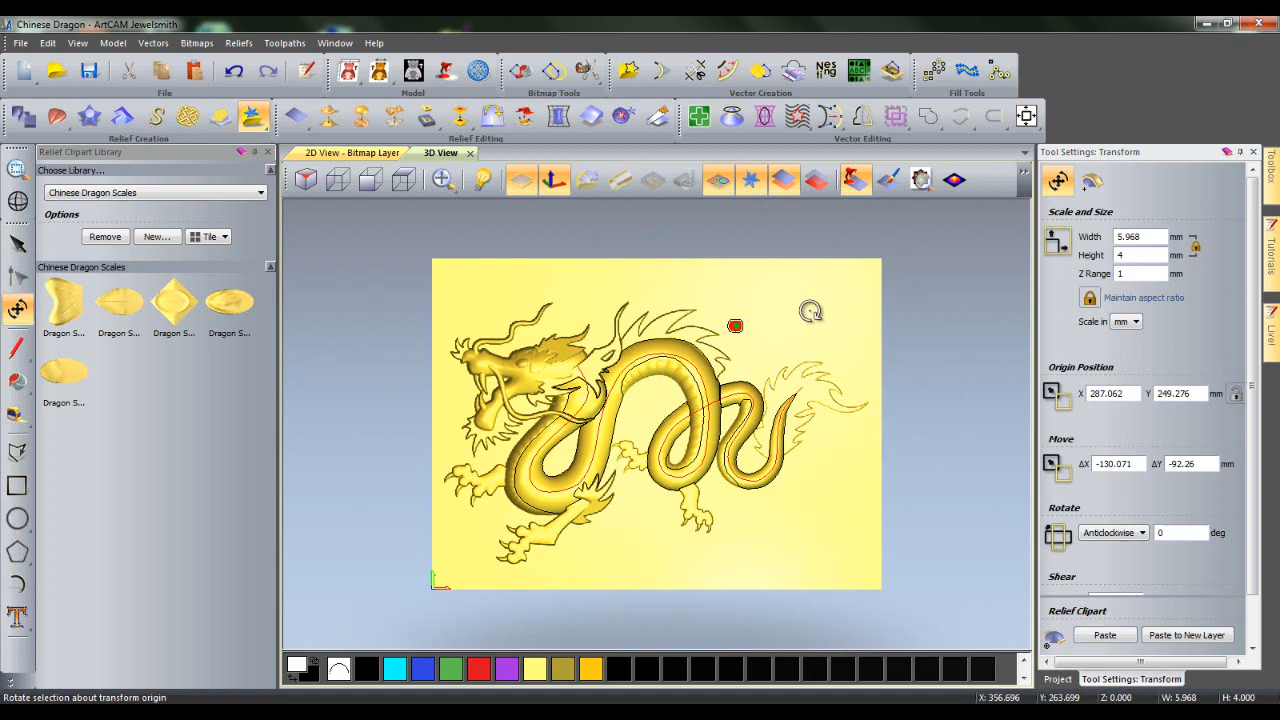 Chinese Dragon - ArtCAM Jewelsmith
File Edit View Model Vectors Bitmaps Reliefs Toolpaths Window Help
File Model Bitmap Tools Vector Creation Fill Tools
Relief Creation Relief Editing Vector Editing
Relief Clipart Library
Choose Library...
Chinese Dragon Scales
Options
Remove New... Tile
Chinese Dragon Scales
Dragon S... Dragon S... Dragon S... Dragon S...
Dragon S...
2D View - Bitmap Layer 3D View
Tool Settings: Transform
Scale and Size
Width 5.968 mm
Height 4 mm
Z Range 1 mm
Maintain aspect ratio
Scale in mm
Origin Position
X 287.062 Y 249.276 mm
Move
ΔX -130.071 ΔY -92.26 mm
Rotate
Anticlockwise 0 deg
Shear
Relief Clipart
Paste Paste to New Layer
Project Tool Settings: Transform
Toolbox
Tutorials
Live!
Nes
ting
Rotate selection about transform origin
X: 356.696 Y: 263.699 Z: 0.000 W: 5.968 H: 4.000